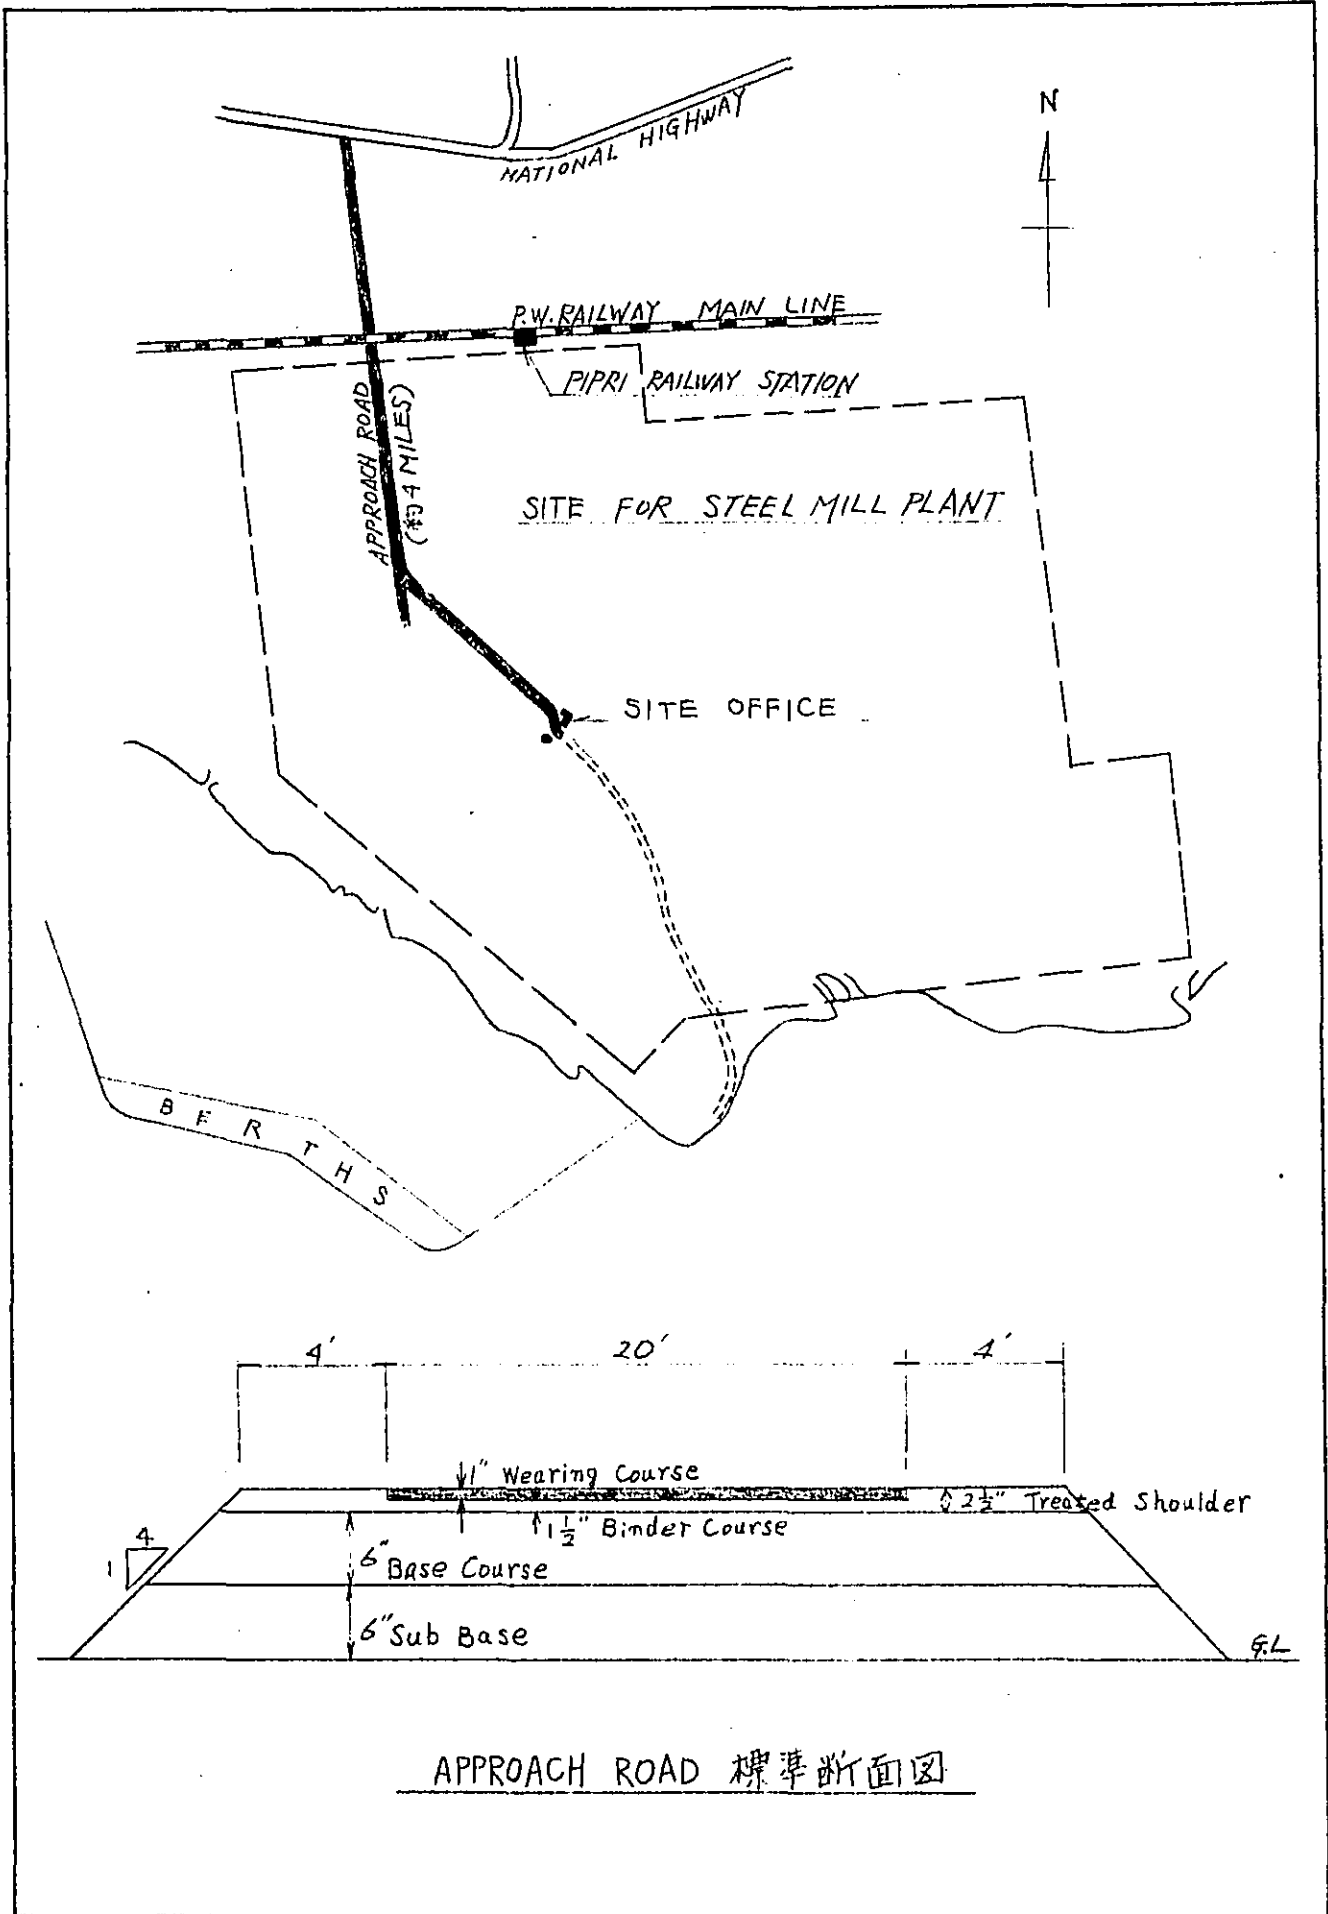 NATIONAL HIGHWAY
N
P.W.RAILWAY MAIN LINE
PIPRI RAILWAY STATION
APPROACH ROAD
(約4 MILES)
SITE FOR STEEL MILL PLANT
SITE OFFICE
BERTHS
4' 20' 4'
1" Wearing Course
2½" Treated Shoulder
1½" Binder Course
4
1
6" Base Course
6" Sub Base
G.L
APPROACH ROAD 標準断面図